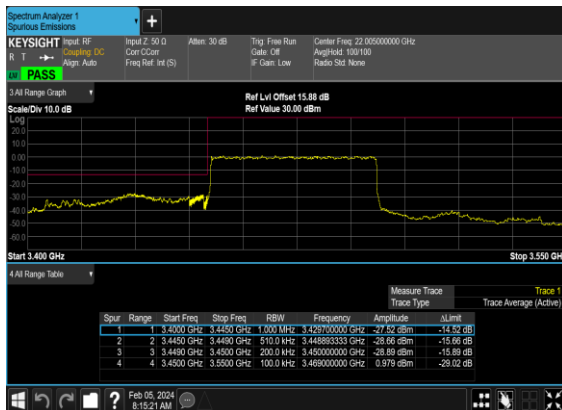 Spectrum Analyzer 1
Spurious Emissions
KEYSIGHT Input: RF Input Z: 50 Ω Atten: 30 dB Trig: Free Run Center Freq: 22.005000000 GHz
R T Coupling: DC Corr CCorr Gate: Off Avg|Hold: 100/100
Align: Auto Freq Ref: Int (S) IF Gain: Low Radio Std: None
PASS
3 All Range Graph
Ref Lvl Offset 15.88 dB
Scale/Div 10.0 dB Ref Value 30.00 dBm
Log
20.0
10.0
0.00
-10.0
-20.0
-30.0
-40.0
-50.0
-60.0
Start 3.400 GHz Stop 3.550 GH
4 All Range Table
Measure Trace Trace 1
Trace Type Trace Average (Active)
Spur Range Start Freq Stop Freq RBW Frequency Amplitude ΔLimit
1 1 3.4000 GHz 3.4450 GHz 1.000 MHz 3.429700000 GHz -27.52 dBm -14.52 dB
2 2 3.4450 GHz 3.4490 GHz 510.0 kHz 3.448893333 GHz -28.66 dBm -15.66 dB
3 3 3.4490 GHz 3.4500 GHz 200.0 kHz 3.450000000 GHz -28.89 dBm -15.89 dB
4 4 3.4500 GHz 3.5500 GHz 100.0 kHz 3.469000000 GHz 0.979 dBm -29.02 dB
Feb 05, 2024
8:15:21 AM